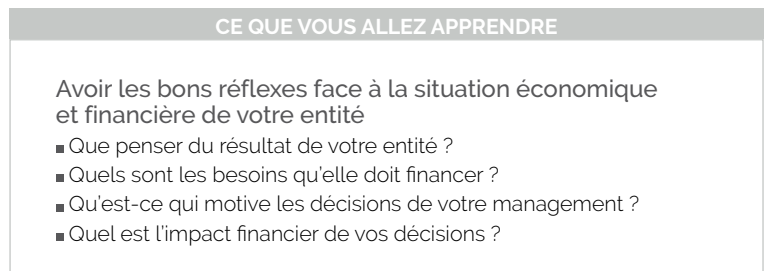 CE QUE VOUS ALLEZ APPRENDRE
Avoir les bons réflexes face à la situation économique
et financière de votre entité
■ Que penser du résultat de votre entité ?
■ Quels sont les besoins qu'elle doit financer ?
■ Qu'est-ce qui motive les décisions de votre management ?
■ Quel est l'impact financier de vos décisions ?